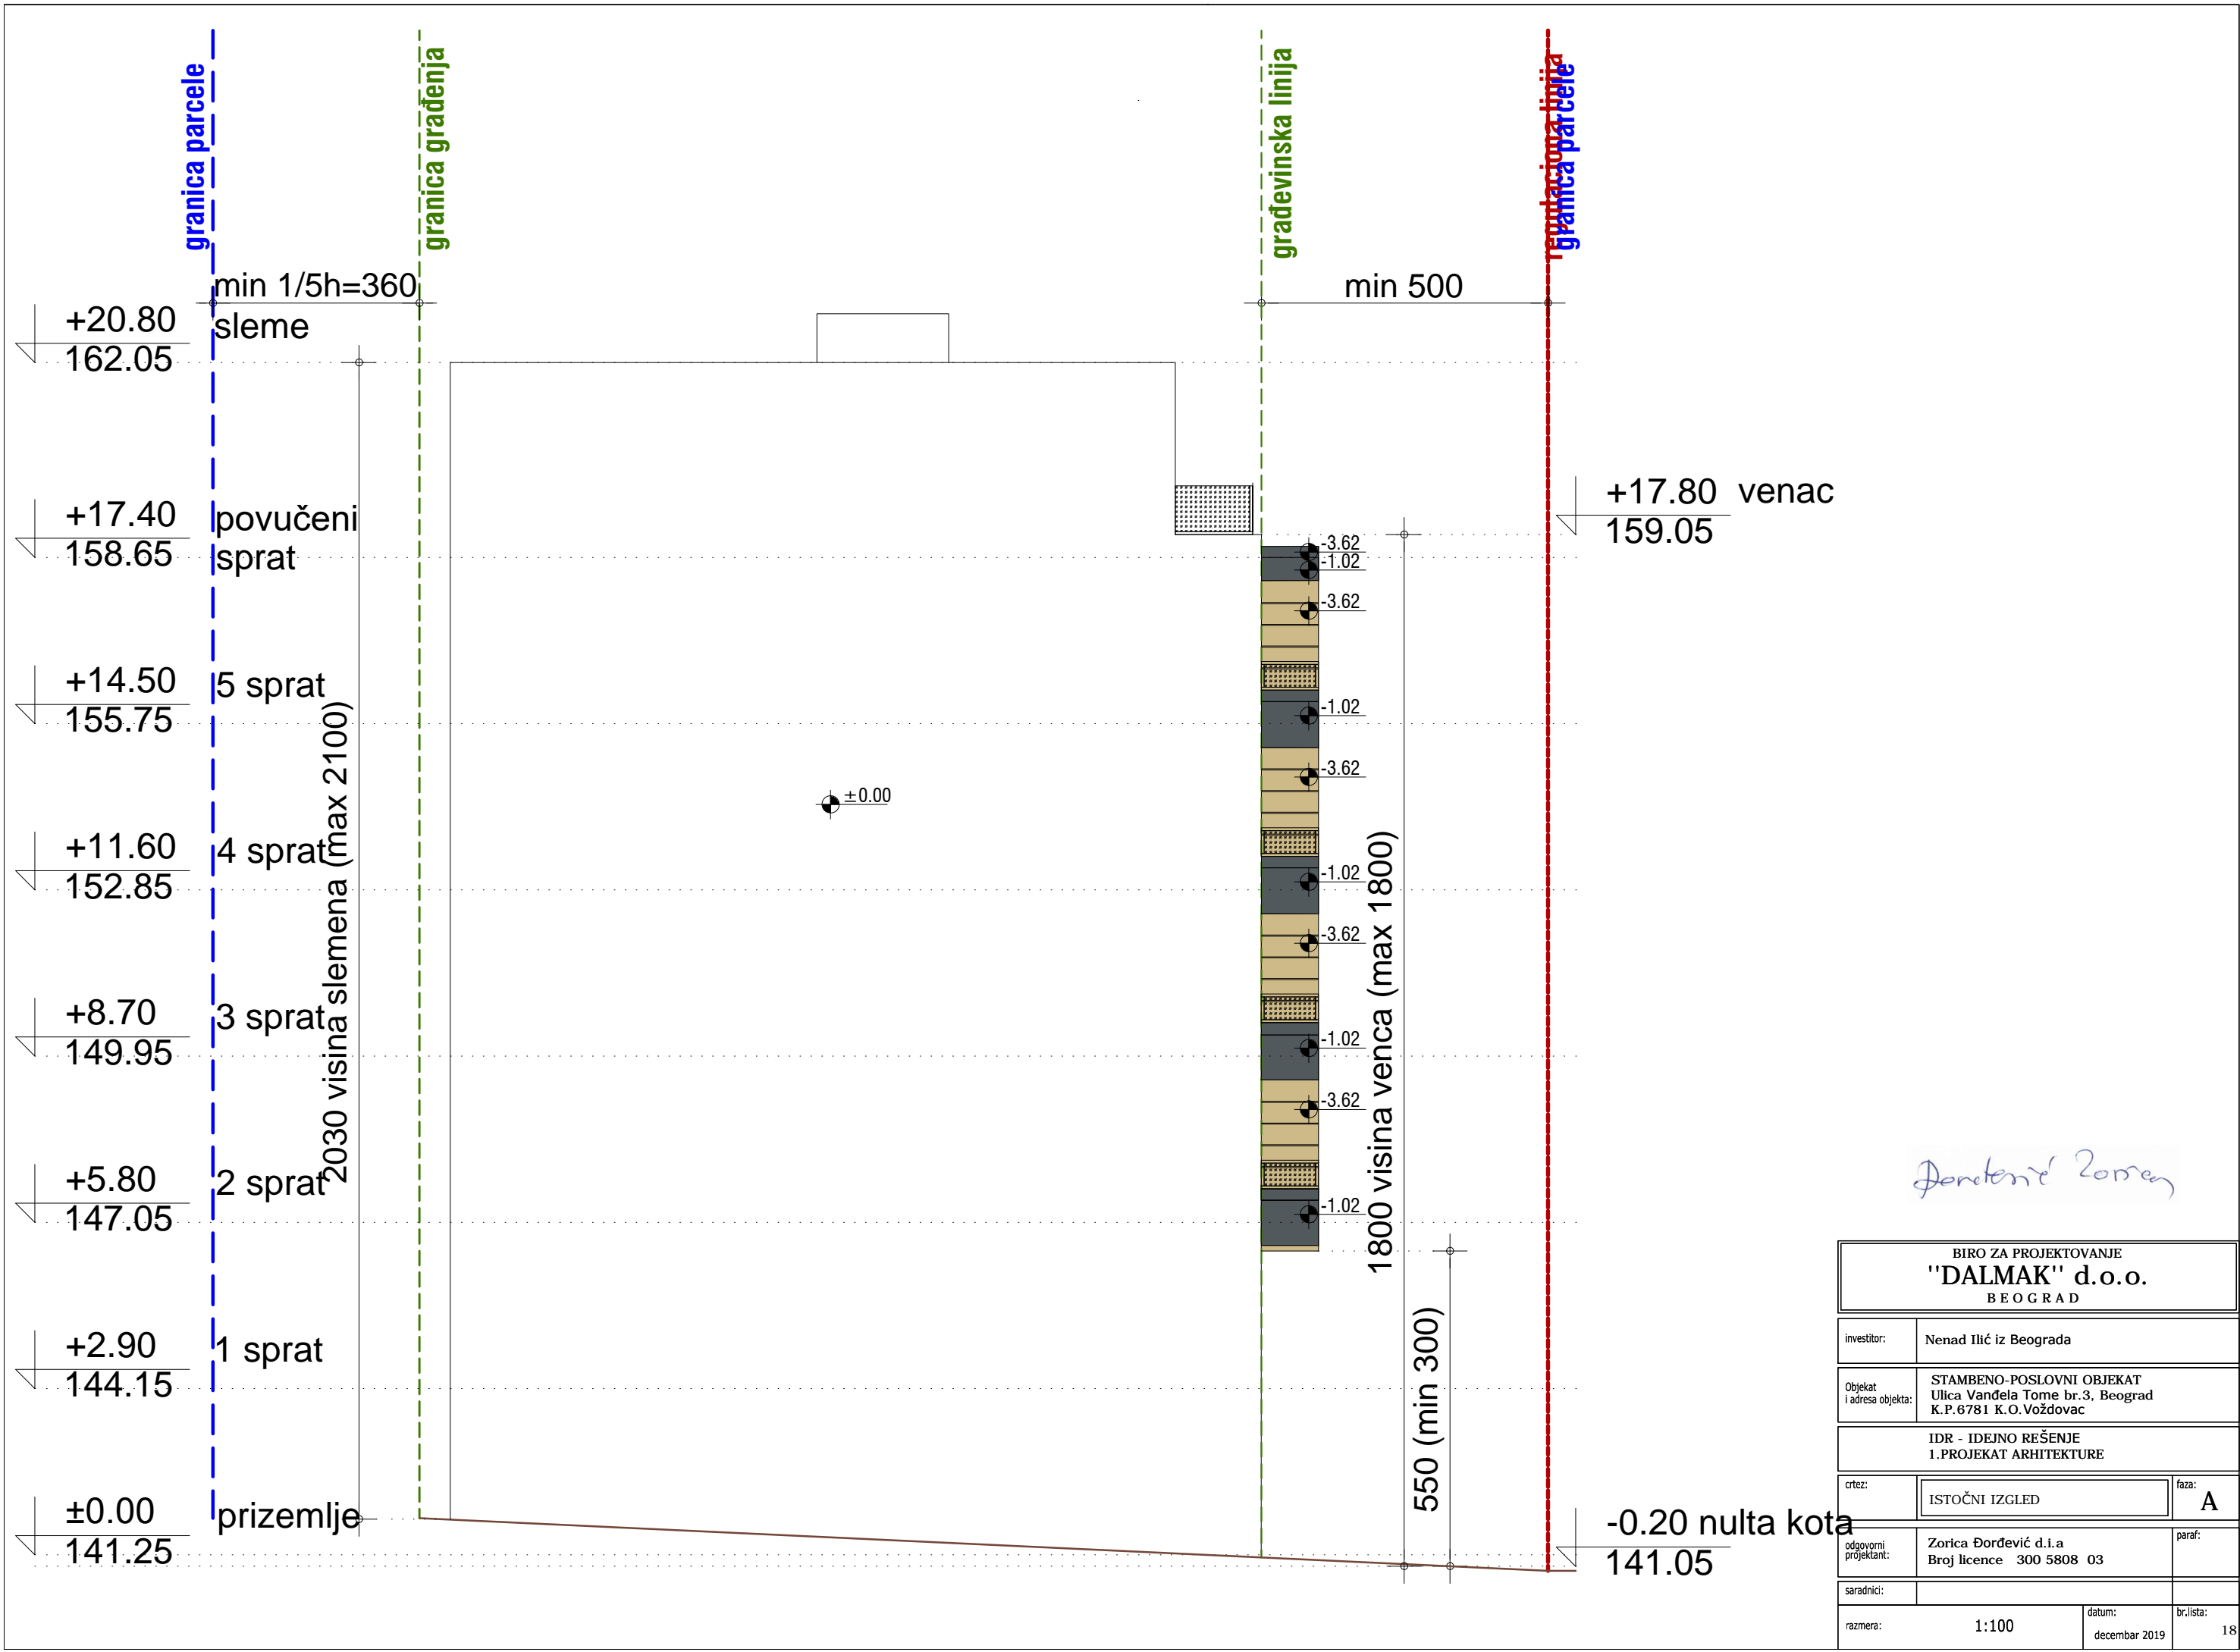 granica parcele
granica građenja
građevinska linija
regulaciona linija
granica parcele
min 1/5h=360
min 500
+20.80
162.05
sleme
+17.40
158.65
povučeni
sprat
+17.80 venac
159.05
-3.62
-1.02
-3.62
+14.50
155.75
5 sprat
-1.02
-3.62
±0.00
+11.60
152.85
4 sprat
-1.02
-3.62
+8.70
149.95
3 sprat
-1.02
-3.62
+5.80
147.05
2 sprat
-1.02
2030 visina slemena (max 2100)
1800 visina venca (max 1800)
550 (min 300)
+2.90
144.15
1 sprat
±0.00
141.25
prizemlje
-0.20 nulta kota
141.05
BIRO ZA PROJEKTOVANJE
''DALMAK'' d.o.o.
BEOGRAD
investitor:
Nenad Ilić iz Beograda
Objekat
i adresa objekta:
STAMBENO-POSLOVNI OBJEKAT
Ulica Vanđela Tome br.3, Beograd
K.P.6781 K.O.Voždovac
IDR - IDEJNO REŠENJE
1.PROJEKAT ARHITEKTURE
crtez:
ISTOČNI IZGLED
faza:
A
odgovorni
projektant:
Zorica Đorđević d.i.a
Broj licence 300 5808 03
paraf:
saradnici:
razmera:
1:100
datum:
decembar 2019
br.lista:
18